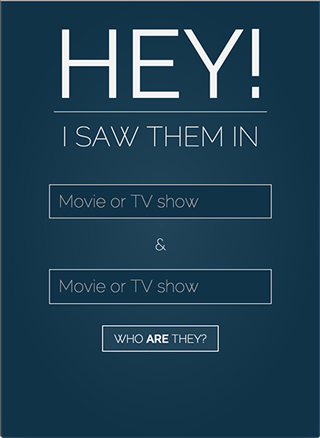 HEY!
I SAW THEM IN
Movie or TV show
&
Movie or TV show
WHO ARE THEY?